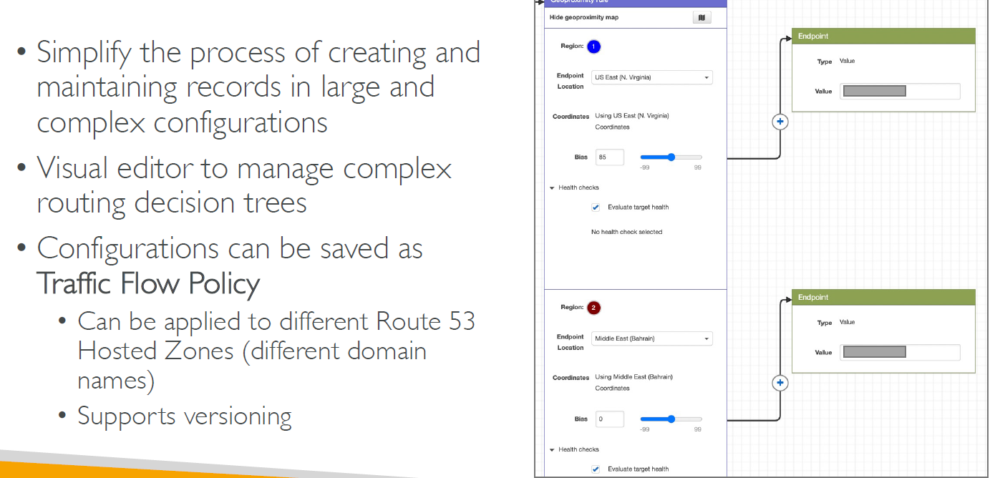 • Simplify the process of creating and
maintaining records in large and
complex configurations
• Visual editor to manage complex
routing decision trees
• Configurations can be saved as
Traffic Flow Policy
• Can be applied to different Route 53
Hosted Zones (different domain
names)
• Supports versioning
Geoproximity rule
Hide geoproximity map
Region: 1
Endpoint
Location
US East (N. Virginia)
Coordinates
Using US East (N. Virginia)
Coordinates
Bias
85
-99 99
Health checks
Evaluate target health
No health check selected
Endpoint
Type Value
Value
Region: 2
Endpoint
Location
Middle East (Bahrain)
Coordinates
Using Middle East (Bahrain)
Coordinates
Bias
0
-99 99
Health checks
Evaluate target health
Endpoint
Type Value
Value